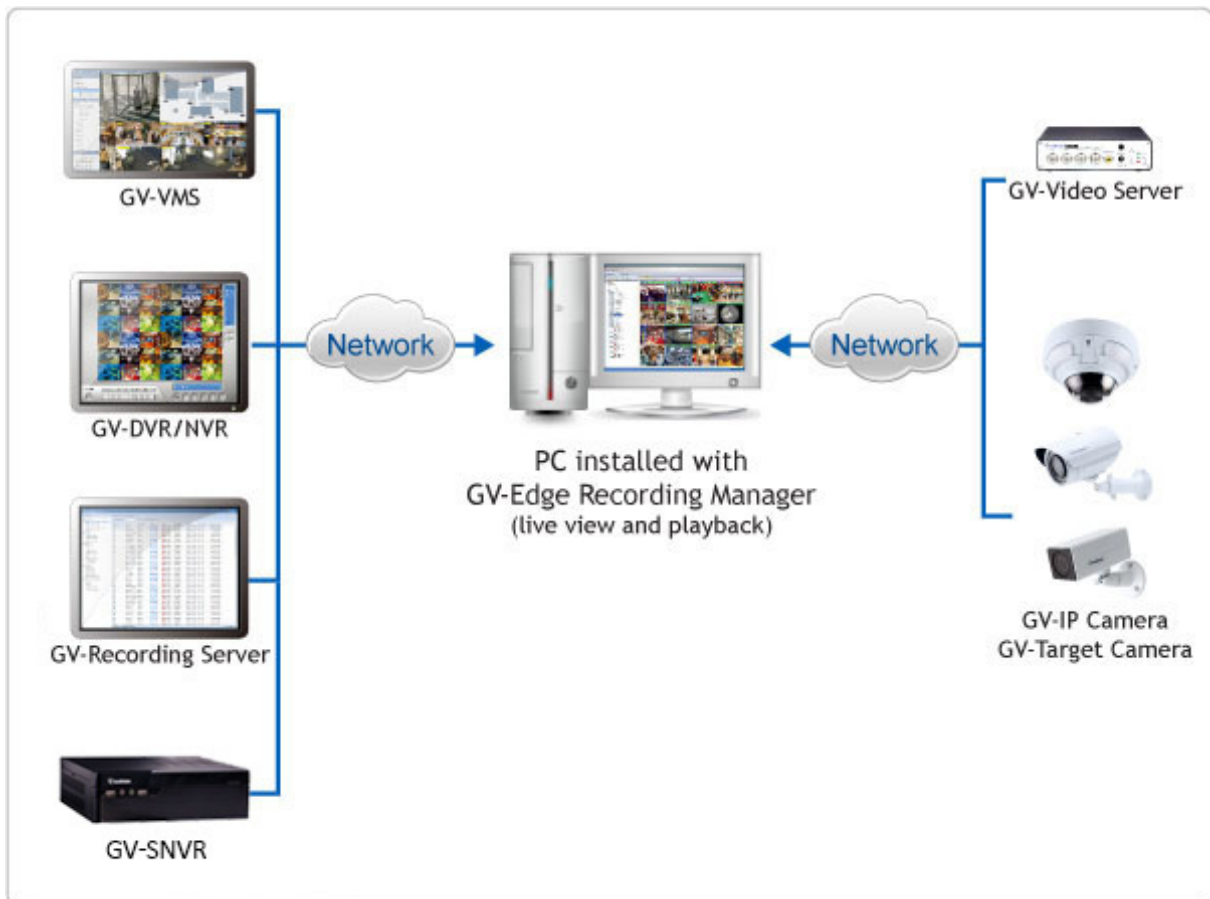 GV-VMS
GV-DVR/NVR
GV-Recording Server
GV-SNVR
Network
PC installed with
GV-Edge Recording Manager
(live view and playback)
Network
GV-Video Server
GV-IP Camera
GV-Target Camera